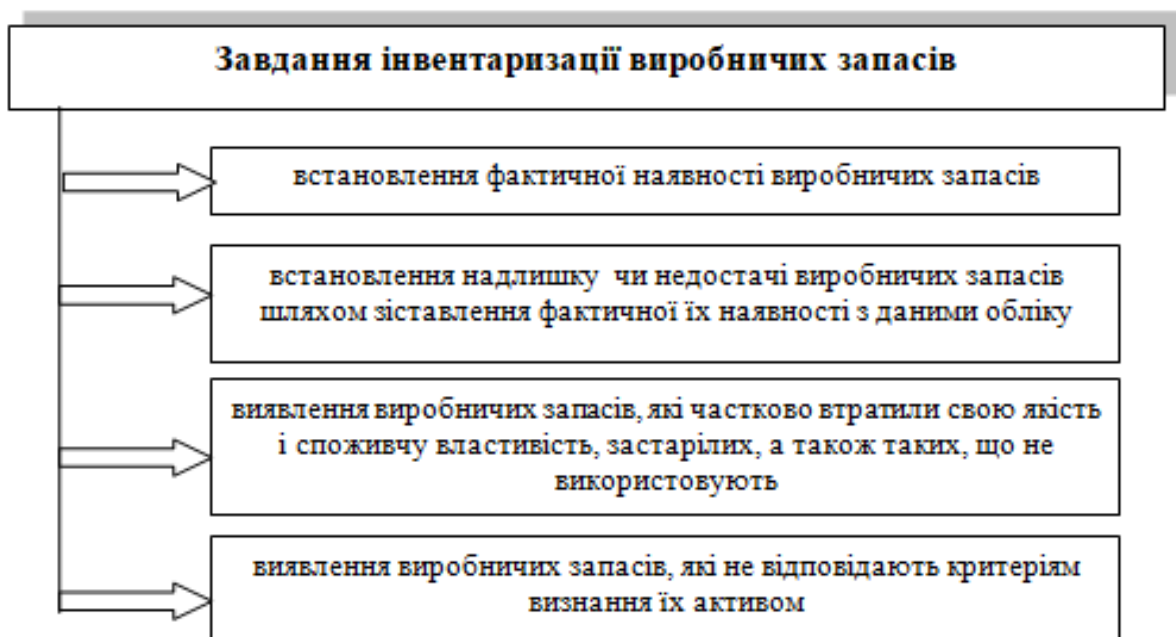 Завдання інвентаризації виробничих запасів
встановлення фактичної наявності виробничих запасів
встановлення надлишку чи недостачі виробничих запасів
шляхом зіставлення фактичної їх наявності з даними обліку
виявлення виробничих запасів, які частково втратили свою якість
і споживчу властивість, застарілих, а також таких, що не
використовують
виявлення виробничих запасів, які не відповідають критеріям
визнання їх активом